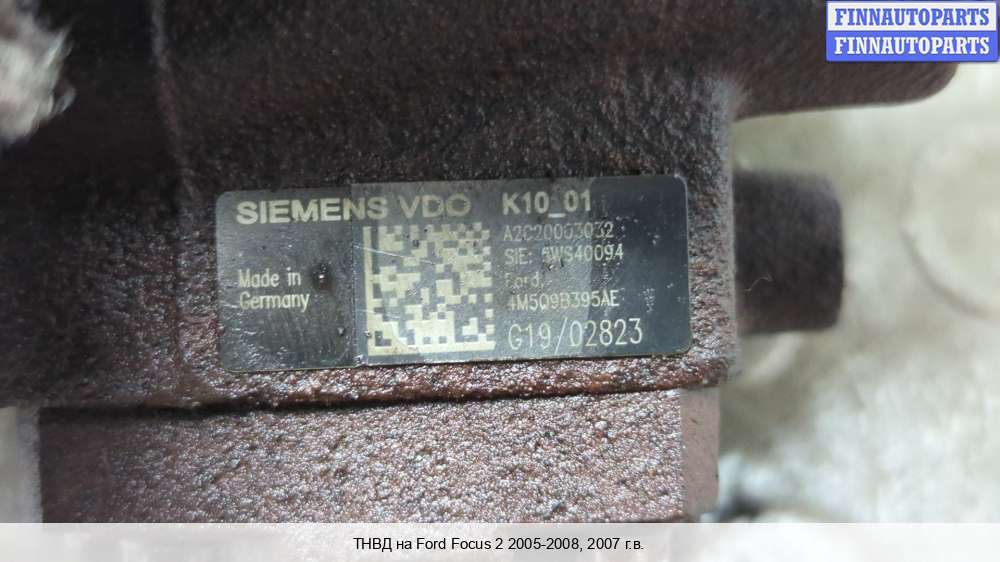 FINNAUTOPARTS
FINNAUTOPARTS
SIEMENS VDO K10_01
A2C20003032
SIE: 5WS40094
Made in
Germany
Ford.
4M5Q9B395AE
G19/02823
ТНВД на Ford Focus 2 2005-2008, 2007 г.в.